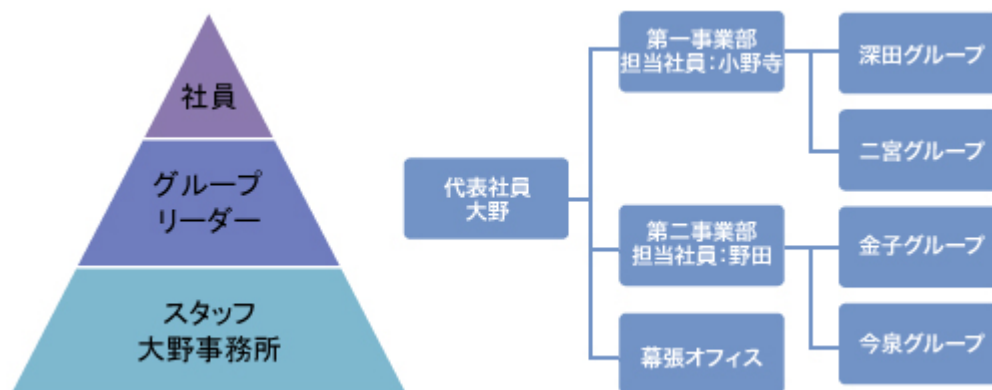 社員
グループ
リーダー
スタッフ
大野事務所
代表社員
大野
第一事業部
担当社員：小野寺
第二事業部
担当社員：野田
幕張オフィス
深田グループ
二宮グループ
金子グループ
今泉グループ